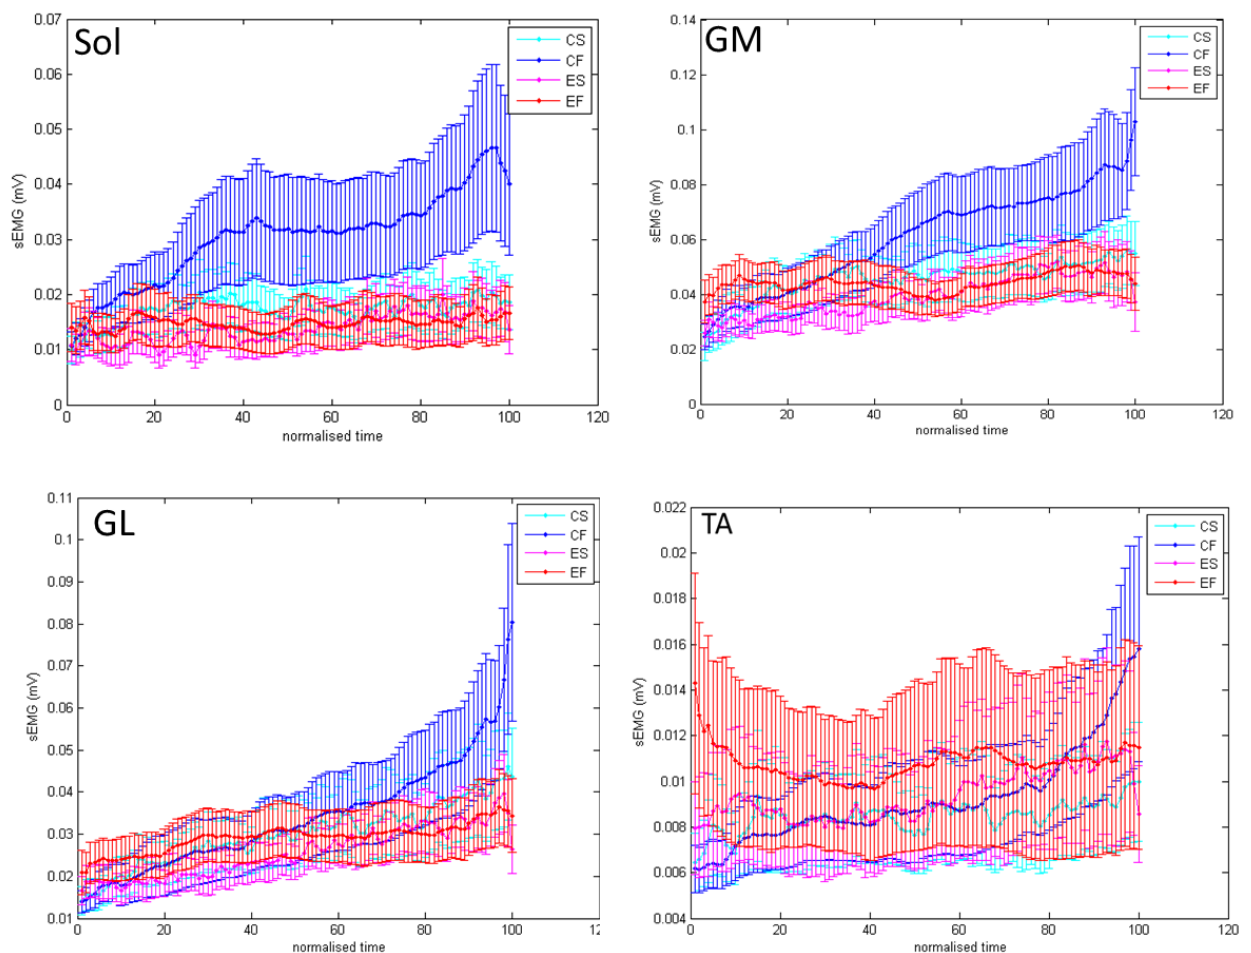 Sol
0.07
0.06
0.05
0.04
0.03
0.02
0.01
0
sEMG (mV)
0 20 40 60 80 100 120
normalised time
CS
CF
ES
EF
GM
0.14
0.12
0.1
0.08
0.06
0.04
0.02
0
sEMG (mV)
0 20 40 60 80 100 120
normalised time
CS
CF
ES
EF
GL
0.11
0.1
0.09
0.08
0.07
0.06
0.05
0.04
0.03
0.02
0.01
sEMG (mV)
0 20 40 60 80 100
normalised time
CS
CF
ES
EF
TA
0.022
0.02
0.018
0.016
0.014
0.012
0.01
0.008
0.006
0.004
sEMG (mV)
0 20 40 60 80 100 120
normalised time
CS
CF
ES
EF